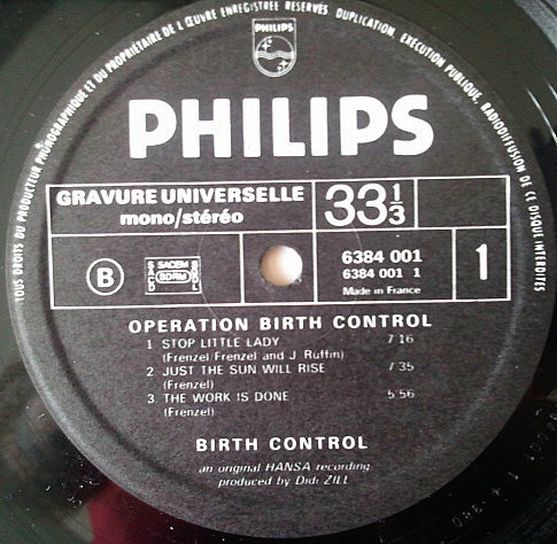 TOUS DROITS DU PRODUCTEUR PHONOGRAPHIQUE ET DU PROPRIÉTAIRE DE L'ŒUVRE ENREGISTRÉE RÉSERVÉS. DUPLICATION, EXÉCUTION PUBLIQUE, RADIODIFFUSION DE CE DISQUE INTERDITES
PHILIPS
PHILIPS
GRAVURE UNIVERSELLE
mono/stéréo
33 1/3
B
SACEM
SACD SDRM SGDL
6384 001
6384 001 1
Made in France
1
OPERATION BIRTH CONTROL
1 STOP LITTLE LADY 7'16
(Frenzel/Frenzel and J. Ruffin)
2. JUST THE SUN WILL RISE 7'35
(Frenzel)
3. THE WORK IS DONE 5'56
(Frenzel)
BIRTH CONTROL
an original HANSA recording
produced by Didi ZILL